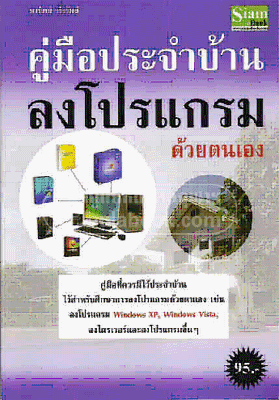 Siam
Book
คู่มือประจำบ้าน
ลงโปรแกรม
ด้วยตนเอง
คู่มือที่ควรมีไว้ประจำบ้าน
ไว้สำหรับศึกษาการลงโปรแกรมด้วยตนเอง เช่น
ลงโปรแกรม Windows XP, Windows Vista,
ลงไดรเวอร์และลงโปรแกรมอื่นๆ
95.-